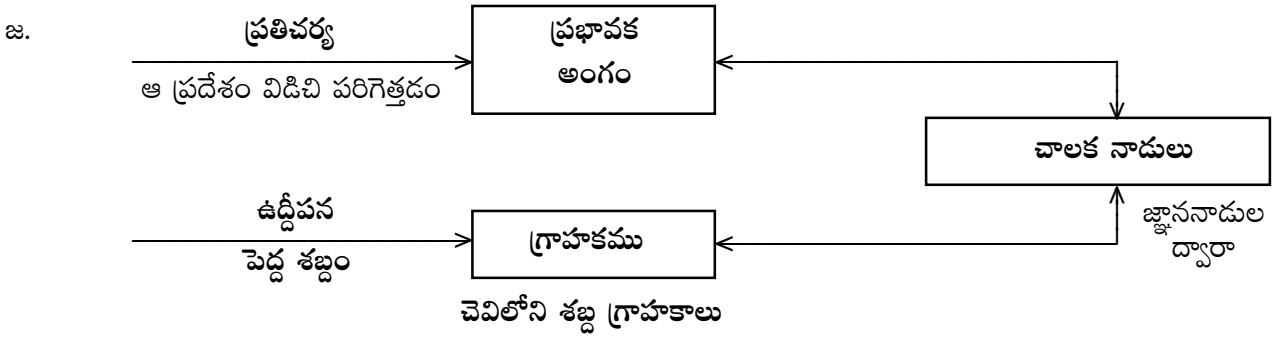 జ.
ప్రతిచర్య
ఆ ప్రదేశం విడిచి పరిగెత్తడం
ప్రభావక
అంగం
చాలక నాడులు
జ్ఞాననాడుల
ద్వారా
ఉద్దీపన
పెద్ద శబ్దం
గ్రాహకము
చెవిలోని శబ్ద గ్రాహకాలు